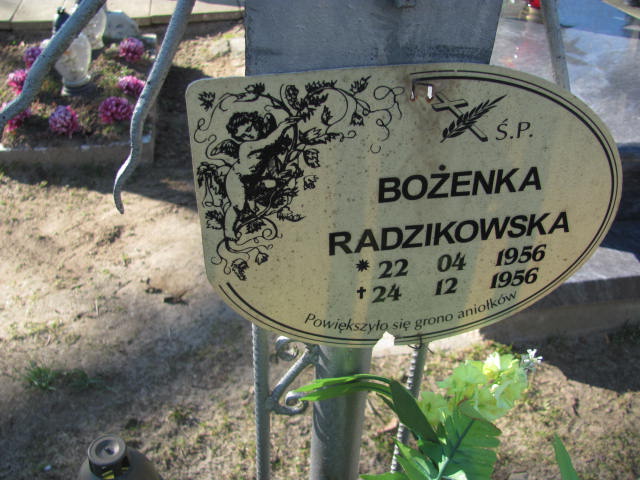 Ś.P.
BOŻENKA
RADZIKOWSKA
* 22 04 1956
✝ 24 12 1956
Powiększyło się grono aniołków